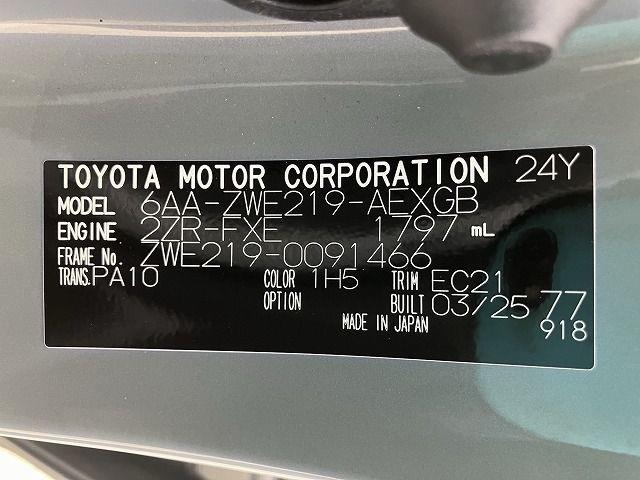 TOYOTA MOTOR CORPORATION 24Y
MODEL 6AA-ZWE219-AEXGB
ENGINE 2ZR-FXE 1797 mL
FRAME NO. ZWE219-0091466
TRANS. PA10 COLOR 1H5 TRIM EC21
OPTION BUILT 03/25 77
MADE IN JAPAN 918